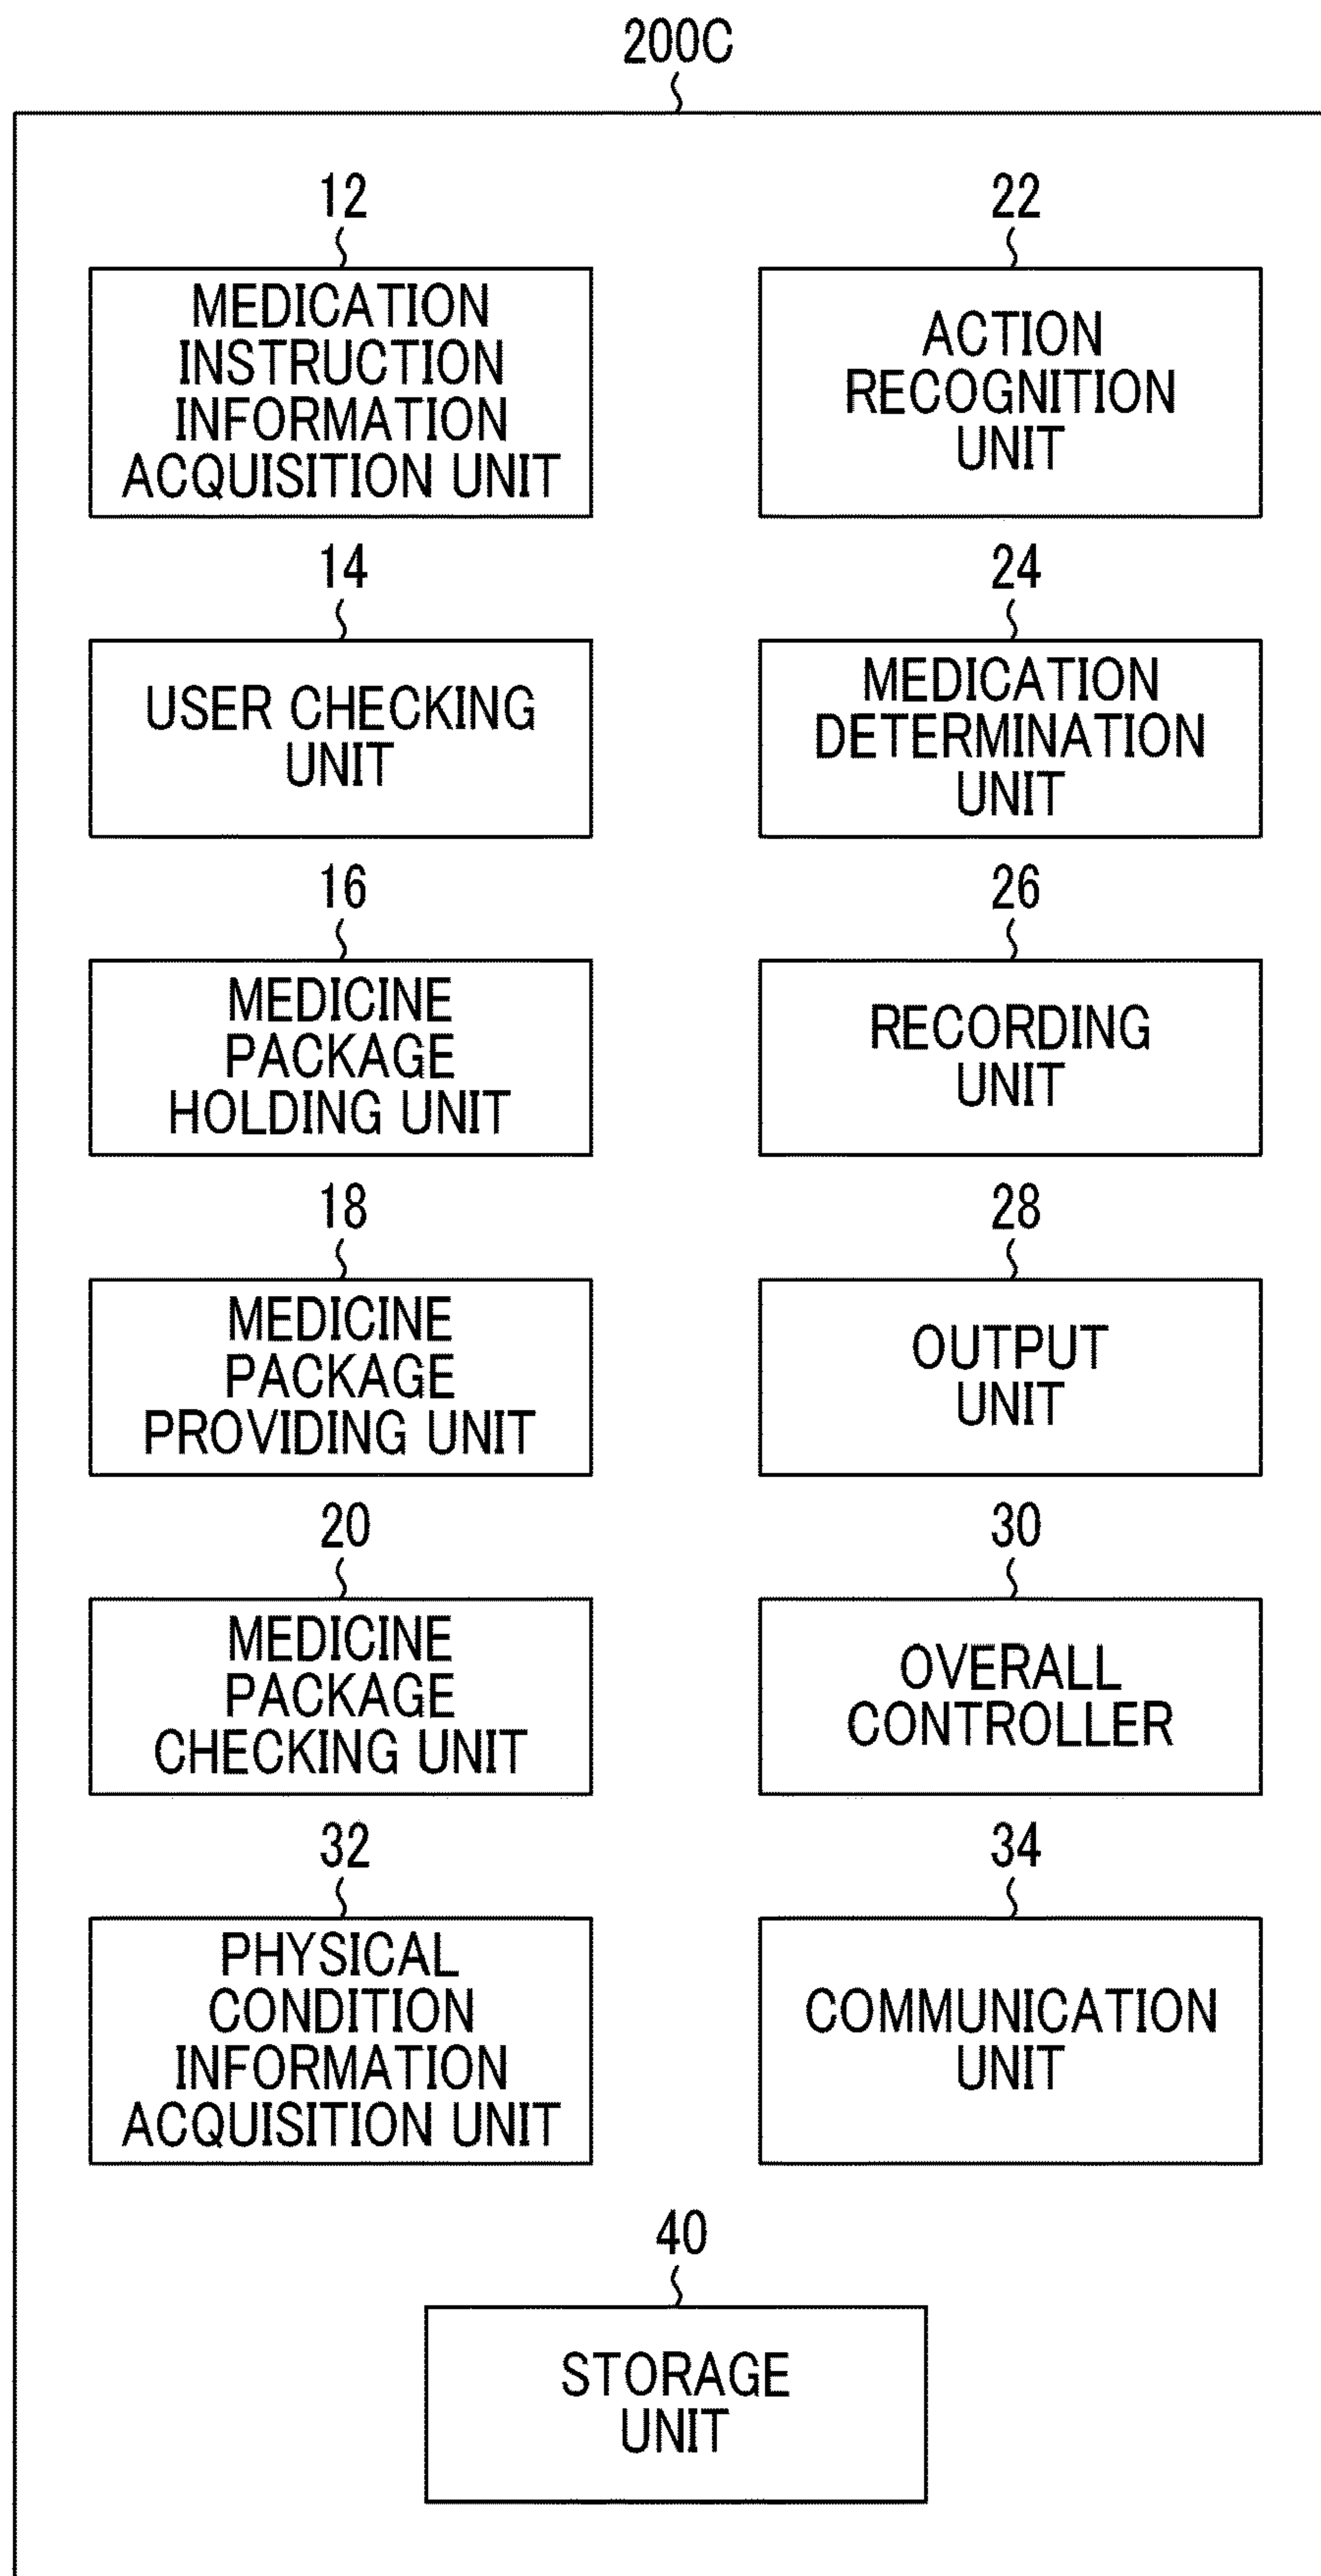 200C
12
MEDICATION
INSTRUCTION
INFORMATION
ACQUISITION UNIT
22
ACTION
RECOGNITION
UNIT
14
USER CHECKING
UNIT
24
MEDICATION
DETERMINATION
UNIT
16
MEDICINE
PACKAGE
HOLDING UNIT
26
RECORDING
UNIT
18
MEDICINE
PACKAGE
PROVIDING UNIT
28
OUTPUT
UNIT
20
MEDICINE
PACKAGE
CHECKING UNIT
30
OVERALL
CONTROLLER
32
PHYSICAL
CONDITION
INFORMATION
ACQUISITION UNIT
34
COMMUNICATION
UNIT
40
STORAGE
UNIT